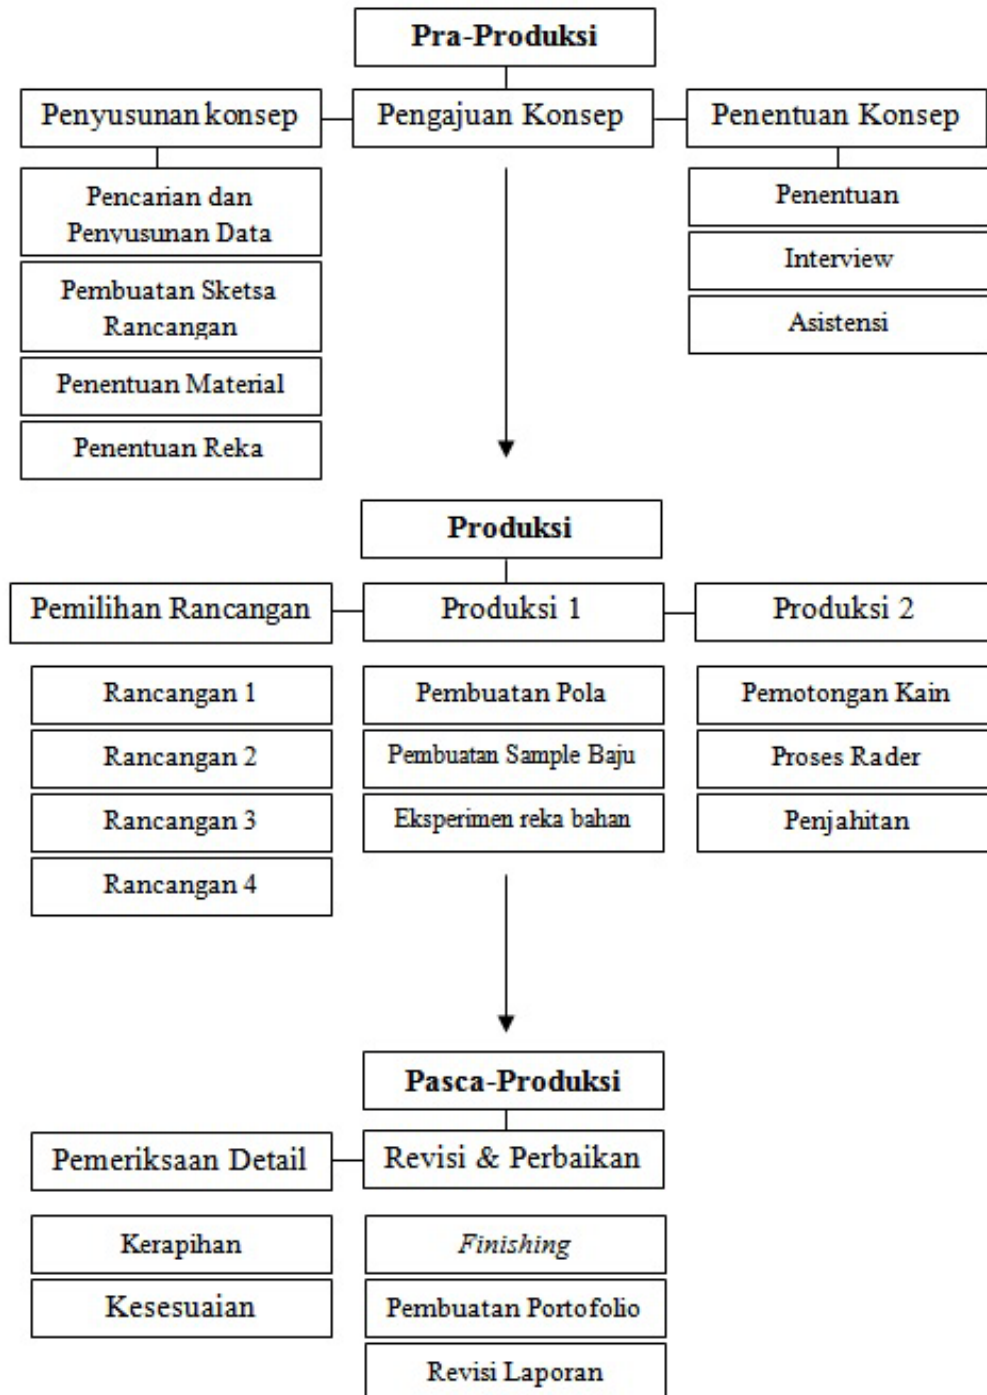 Pra-Produksi
Penyusunan konsep
Pengajuan Konsep
Penentuan Konsep
Pencarian dan
Penyusunan Data
Pembuatan Sketsa
Rancangan
Penentuan Material
Penentuan Reka
Penentuan
Interview
Asistensi
Produksi
Pemilihan Rancangan
Produksi 1
Produksi 2
Rancangan 1
Rancangan 2
Rancangan 3
Rancangan 4
Pembuatan Pola
Pembuatan Sample Baju
Eksperimen reka bahan
Pemotongan Kain
Proses Rader
Penjahitan
Pasca-Produksi
Pemeriksaan Detail
Revisi & Perbaikan
Kerapihan
Kesesuaian
Finishing
Pembuatan Portofolio
Revisi Laporan